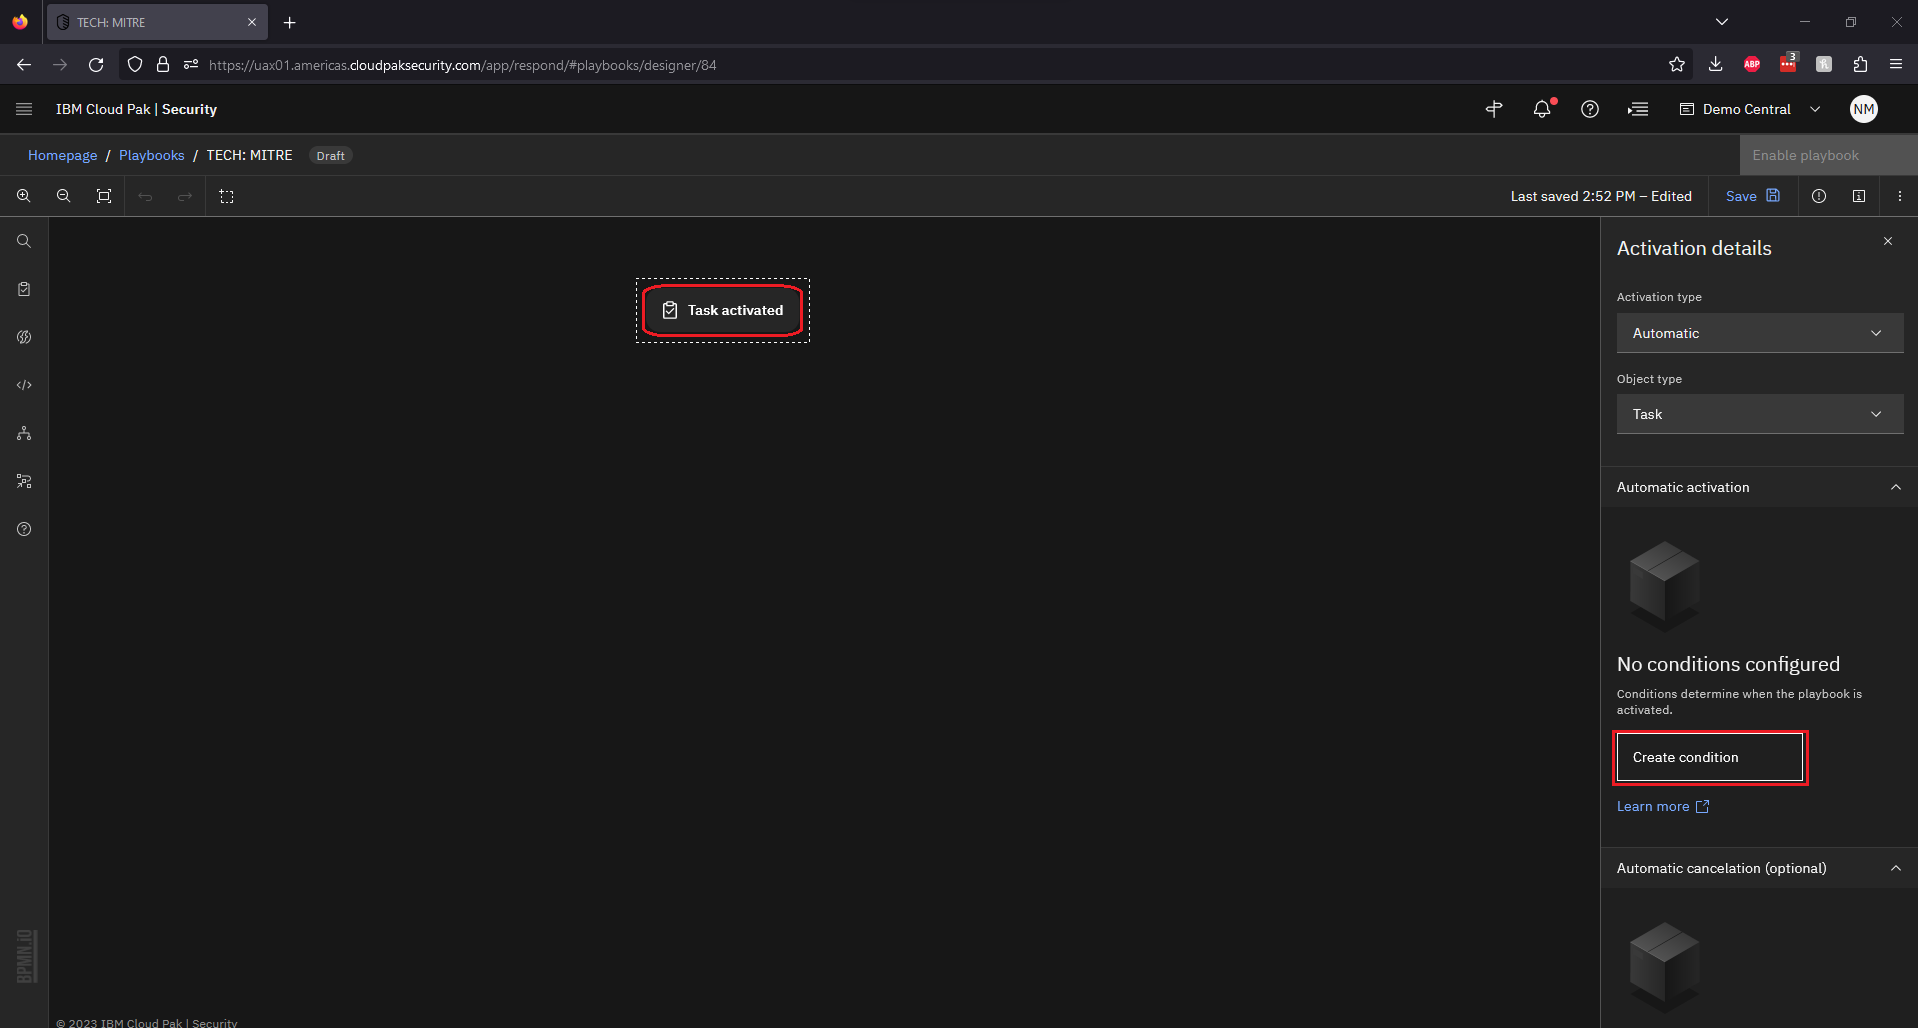 TECH: MITRE
https://uax01.americas.cloudpaksecurity.com/app/respond/#playbooks/designer/84
ABP
3
IBM Cloud Pak | Security
Demo Central
NM
Homepage / Playbooks / TECH: MITRE Draft
Enable playbook
Last saved 2:52 PM – Edited
Save
Task activated
Activation details
Activation type
Automatic
Object type
Task
Automatic activation
No conditions configured
Conditions determine when the playbook is
activated.
Create condition
Learn more
Automatic cancelation (optional)
BPMN.iO
© 2023 IBM Cloud Pak | Security